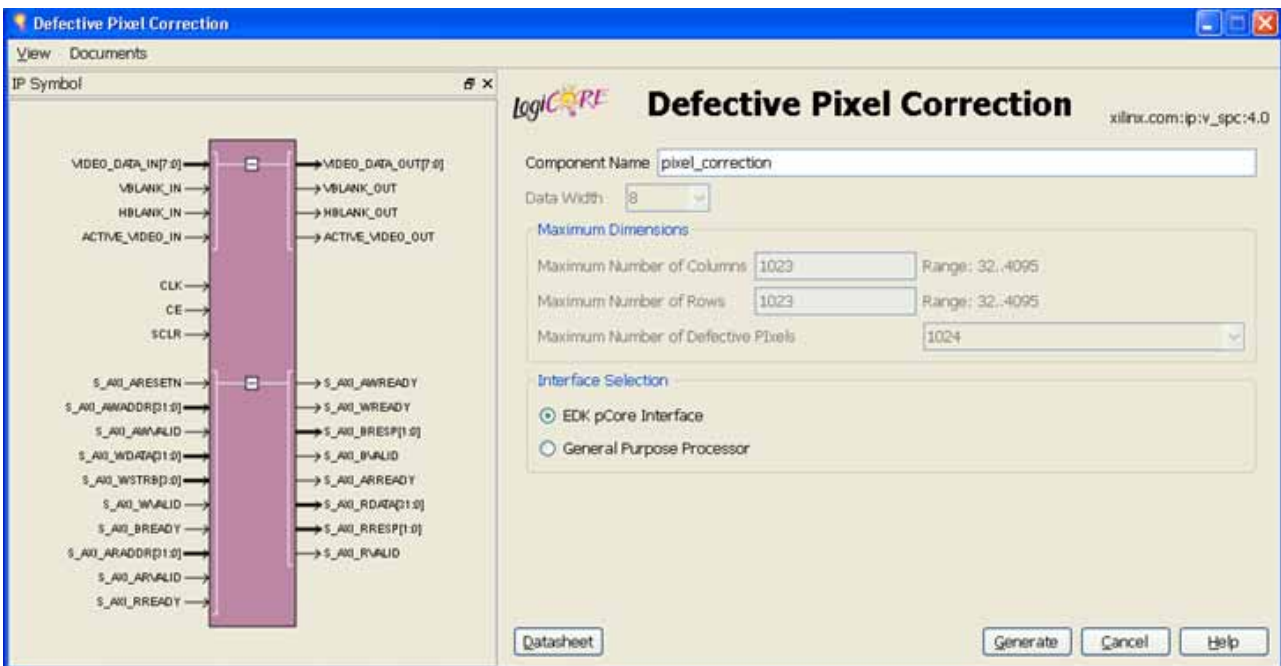 Defective Pixel Correction
View Documents
IP Symbol
VIDEO_DATA_IN[7:0]
VIDEO_DATA_OUT[7:0]
VBLANK_IN
VBLANK_OUT
HBLANK_IN
HBLANK_OUT
ACTIVE_VIDEO_IN
ACTIVE_VIDEO_OUT
CLK
CE
SCLR
S_AXI_ARESETN
S_AXI_AWREADY
S_AXI_AWADDR[31:0]
S_AXI_WREADY
S_AXI_AWVALID
S_AXI_BRESP[1:0]
S_AXI_WDATA[31:0]
S_AXI_BVALID
S_AXI_WSTRB[3:0]
S_AXI_ARREADY
S_AXI_WVALID
S_AXI_RDATA[31:0]
S_AXI_BREADY
S_AXI_RRESP[1:0]
S_AXI_ARADDR[31:0]
S_AXI_RVALID
S_AXI_ARVALID
S_AXI_RREADY
logiCORE
Defective Pixel Correction
xilinx.com:ip:v_spc:4.0
Component Name pixel_correction
Data Width 8
Maximum Dimensions
Maximum Number of Columns 1023 Range: 32..4095
Maximum Number of Rows 1023 Range: 32..4095
Maximum Number of Defective PIxels 1024
Interface Selection
EDK pCore Interface
General Purpose Processor
Datasheet
Generate
Cancel
Help